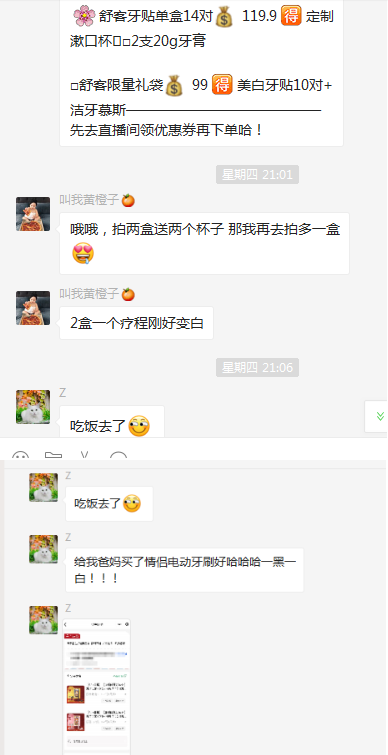 🌸舒客牙贴单盒14对💰 119.9 🉐 定制
漱口杯□2支20g牙膏
□舒客限量礼袋💰 99 🉐 美白牙贴10对+
洁牙慕斯——————————————
先去直播间领优惠券再下单哈！
星期四 21:01
叫我黄橙子🍊
哦哦，拍两盒送两个杯子 那我再去拍多一盒
😍
叫我黄橙子🍊
2盒一个疗程刚好变白
星期四 21:06
Z
吃饭去了😉
Z
吃饭去了😉
Z
给我爸妈买了情侣电动牙刷好哈哈哈一黑一
白！！！
Z